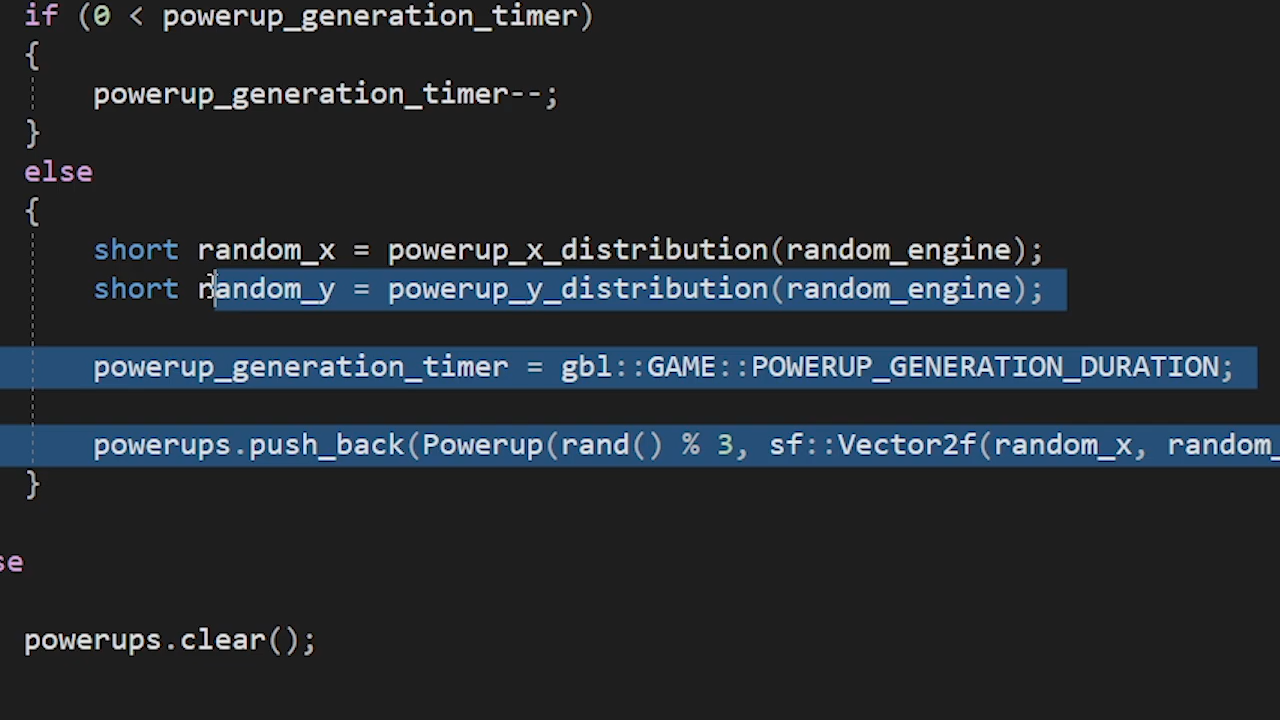 if (0 < powerup_generation_timer)
{
powerup_generation_timer--;
}
else
{
short random_x = powerup_x_distribution(random_engine);
short random_y = powerup_y_distribution(random_engine);
powerup_generation_timer = gbl::GAME::POWERUP_GENERATION_DURATION;
powerups.push_back(Powerup(rand() % 3, sf::Vector2f(random_x, random_
}
se
powerups.clear();